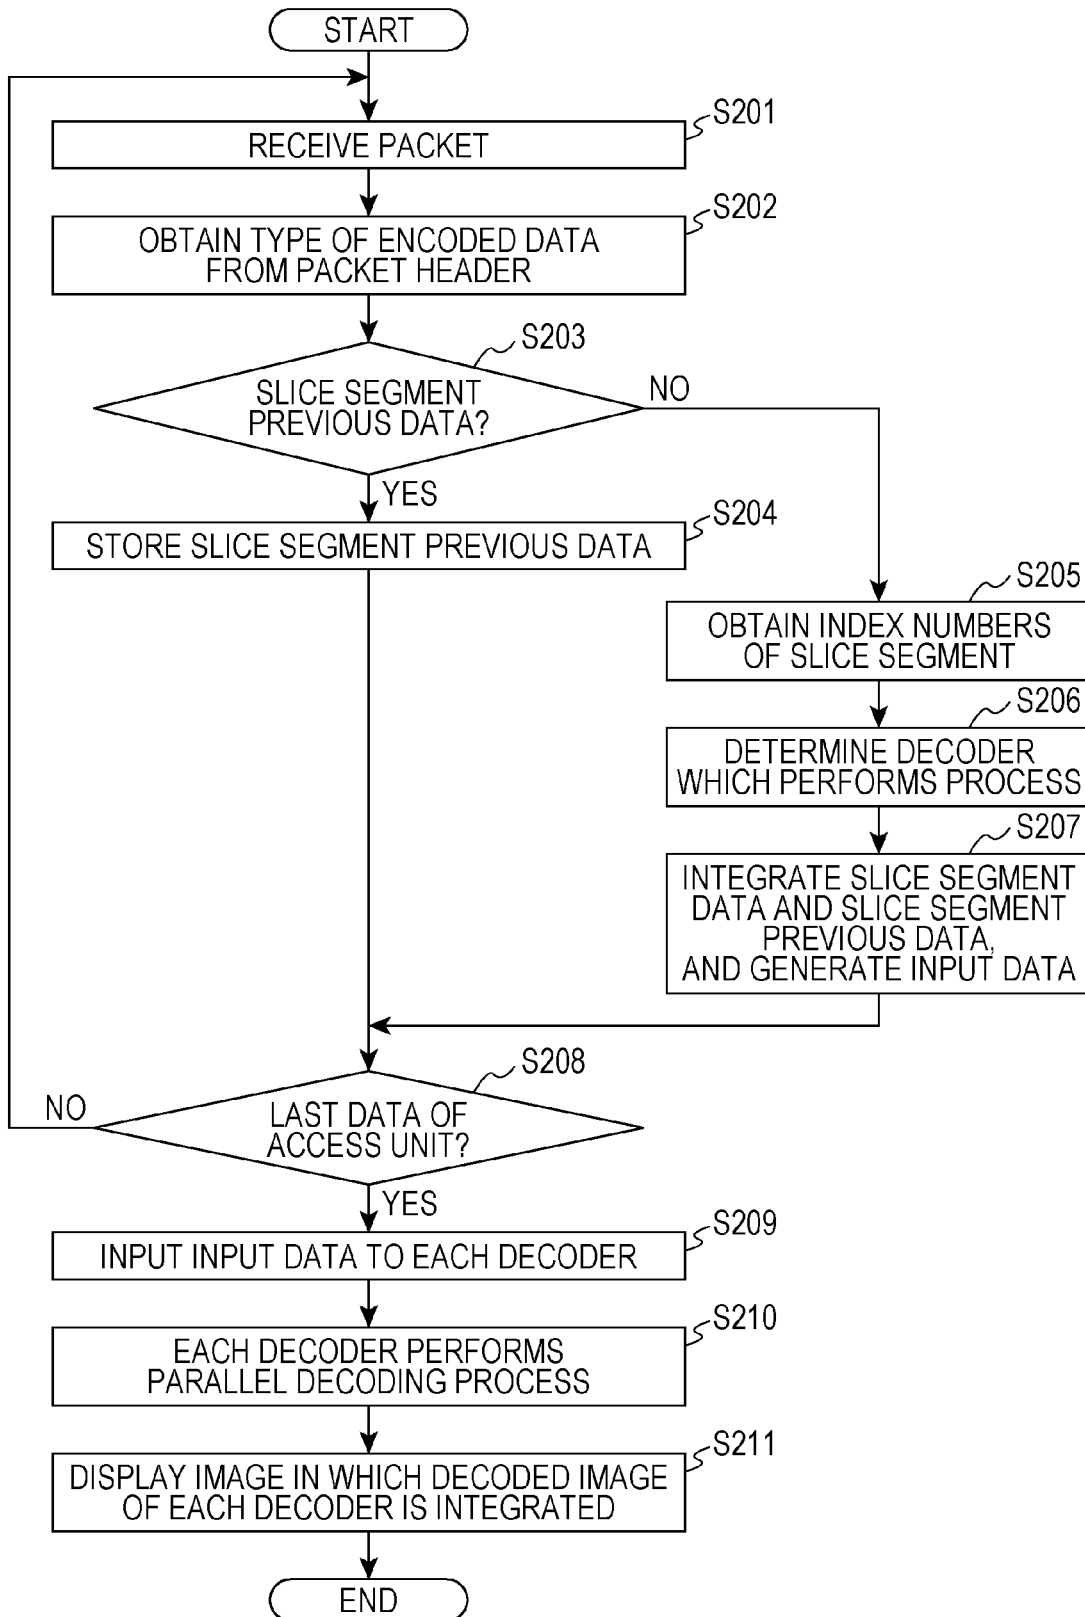 START
S201
RECEIVE PACKET
S202
OBTAIN TYPE OF ENCODED DATA
FROM PACKET HEADER
S203
SLICE SEGMENT
PREVIOUS DATA?
NO
YES
S204
STORE SLICE SEGMENT PREVIOUS DATA
S205
OBTAIN INDEX NUMBERS
OF SLICE SEGMENT
S206
DETERMINE DECODER
WHICH PERFORMS PROCESS
S207
INTEGRATE SLICE SEGMENT
DATA AND SLICE SEGMENT
PREVIOUS DATA,
AND GENERATE INPUT DATA
S208
LAST DATA OF
ACCESS UNIT?
NO
YES
S209
INPUT INPUT DATA TO EACH DECODER
S210
EACH DECODER PERFORMS
PARALLEL DECODING PROCESS
S211
DISPLAY IMAGE IN WHICH DECODED IMAGE
OF EACH DECODER IS INTEGRATED
END